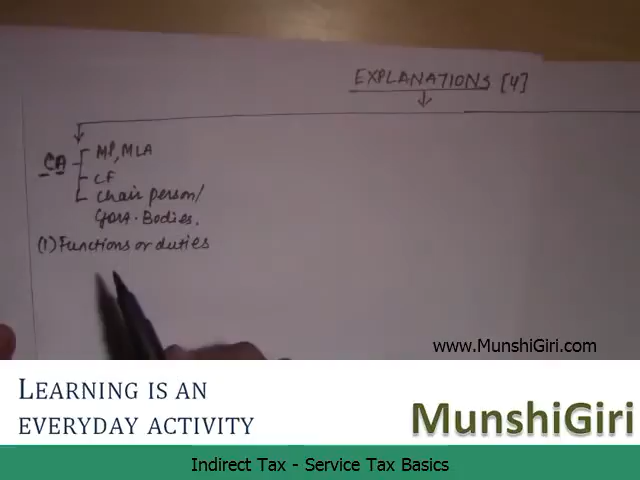 EXPLANATIONS [4]
CA
MP, MLA
CF
Chair person/
Govt. Bodies.
(1) Functions or duties
www.MunshiGiri.com
LEARNING IS AN
EVERYDAY ACTIVITY
MunshiGiri
Indirect Tax - Service Tax Basics